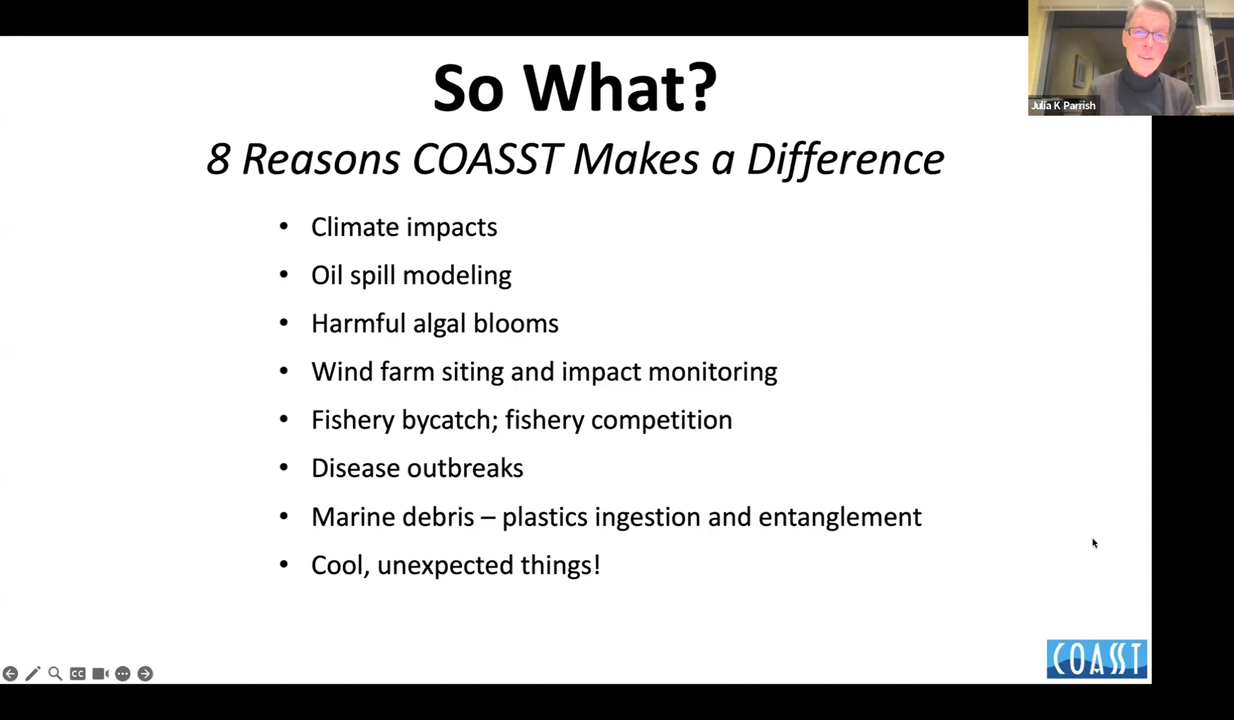 So What?
8 Reasons COASST Makes a Difference
• Climate impacts
• Oil spill modeling
• Harmful algal blooms
• Wind farm siting and impact monitoring
• Fishery bycatch; fishery competition
• Disease outbreaks
• Marine debris – plastics ingestion and entanglement
• Cool, unexpected things!
Julia K Parrish
CC
COASST